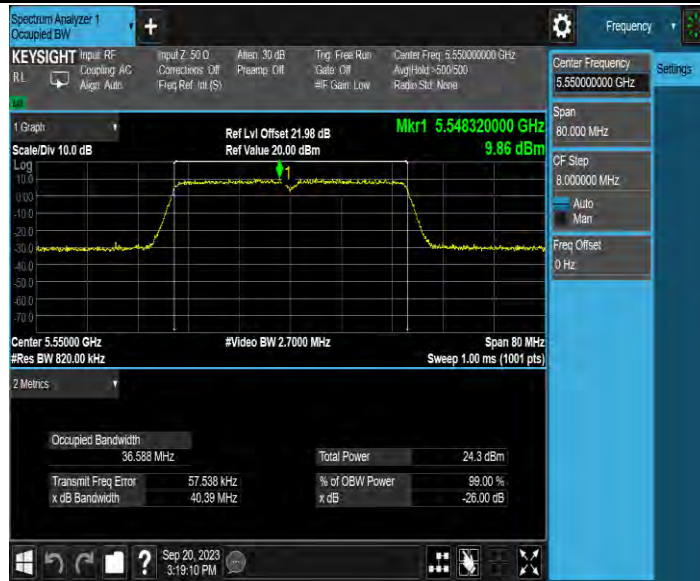 Spectrum Analyzer 1
Occupied BW
Frequency
KEYSIGHT Input: RF Input Z: 50 Ω Atten: 30 dB Trig: Free Run Center Freq: 5.550000000 GHz
RL Coupling: AC Corrections: Off Preamp: Off Gate: Off Avg|Hold:>500/500
Align: Auto Freq Ref: Int (S) #IF Gain: Low Radio Std: None
Center Frequency
5.550000000 GHz
Settings
Span
80.000 MHz
CF Step
8.000000 MHz
Auto
Man
Freq Offset
0 Hz
1 Graph
Ref Lvl Offset 21.98 dB
Mkr1 5.548320000 GHz
Scale/Div 10.0 dB
Ref Value 20.00 dBm
9.86 dBm
Log
1
10.0
0.00
-10.0
-20.0
-30.0
-40.0
-50.0
-60.0
-70.0
Center 5.55000 GHz #Video BW 2.7000 MHz Span 80 MHz
#Res BW 820.00 kHz Sweep 1.00 ms (1001 pts)
2 Metrics
Occupied Bandwidth
36.588 MHz
Total Power 24.3 dBm
Transmit Freq Error 57.538 kHz % of OBW Power 99.00 %
x dB Bandwidth 40.39 MHz x dB -26.00 dB
? Sep 20, 2023
3:19:10 PM